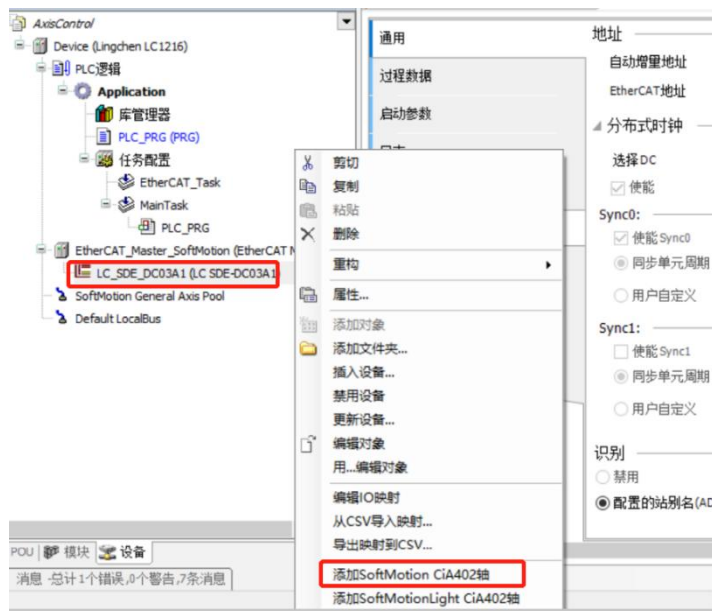 AxisControl
Device (Lingchen LC1216)
PLC逻辑
Application
库管理器
PLC_PRG (PRG)
任务配置
EtherCAT_Task
MainTask
PLC_PRG
EtherCAT_Master_SoftMotion (EtherCAT
LC_SDE_DC03A1 (LC SDE-DC03A1)
SoftMotion General Axis Pool
Default LocalBus
POU
模块
设备
消息 -总计1个错误,0个警告,7条消息
剪切
复制
粘贴
删除
重构
属性...
添加对象
添加文件夹...
插入设备...
禁用设备
更新设备...
编辑对象
用...编辑对象
编辑IO映射
从CSV导入映射...
导出映射到CSV...
添加SoftMotion CiA402轴
添加SoftMotionLight CiA402轴
通用
过程数据
启动参数
地址
自动增量地址
EtherCAT地址
分布式时钟
选择DC
使能
Sync0:
使能 Sync0
同步单元周期
用户自定义
Sync1:
使能 Sync1
同步单元周期
用户自定义
识别
禁用
配置的站别名(AD